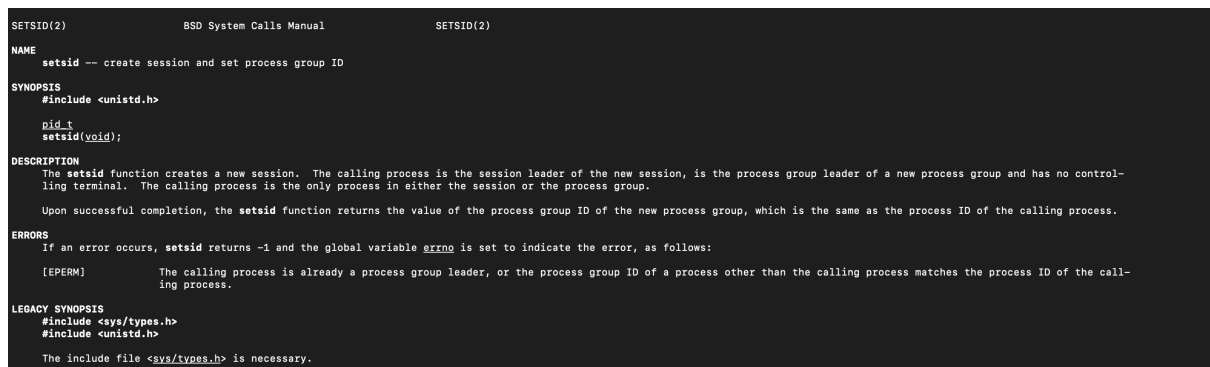 SETSID(2) BSD System Calls Manual SETSID(2)
NAME
setsid -- create session and set process group ID
SYNOPSIS
#include <unistd.h>
pid_t
setsid(void);
DESCRIPTION
The setsid function creates a new session. The calling process is the session leader of the new session, is the process group leader of a new process group and has no control-
ling terminal. The calling process is the only process in either the session or the process group.
Upon successful completion, the setsid function returns the value of the process group ID of the new process group, which is the same as the process ID of the calling process.
ERRORS
If an error occurs, setsid returns -1 and the global variable errno is set to indicate the error, as follows:
[EPERM] The calling process is already a process group leader, or the process group ID of a process other than the calling process matches the process ID of the call-
ing process.
LEGACY SYNOPSIS
#include <sys/types.h>
#include <unistd.h>
The include file <sys/types.h> is necessary.